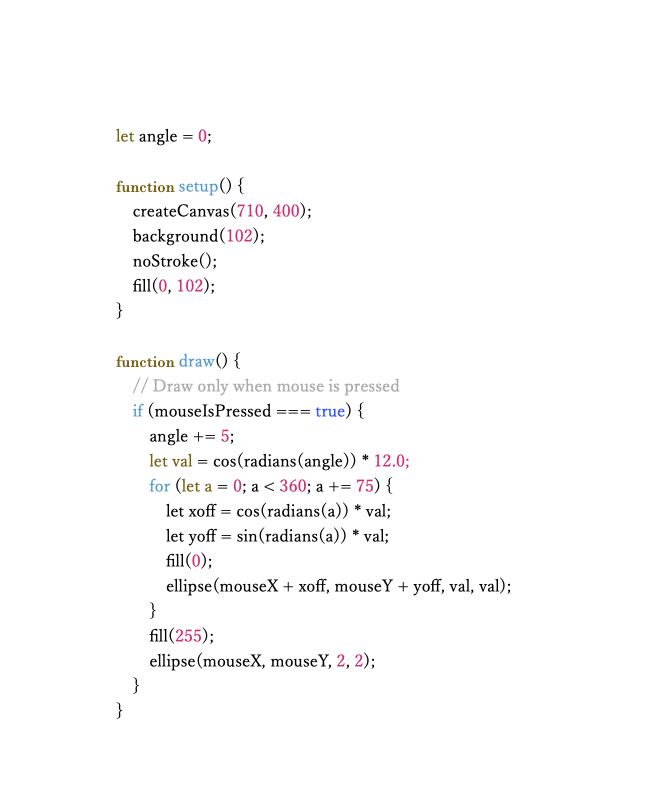 let angle = 0;

function setup() {
  createCanvas(710, 400);
  background(102);
  noStroke();
  fill(0, 102);
}

function draw() {
  // Draw only when mouse is pressed
  if (mouseIsPressed === true) {
    angle += 5;
    let val = cos(radians(angle)) * 12.0;
    for (let a = 0; a < 360; a += 75) {
      let xoff = cos(radians(a)) * val;
      let yoff = sin(radians(a)) * val;
      fill(0);
      ellipse(mouseX + xoff, mouseY + yoff, val, val);
    }
    fill(255);
    ellipse(mouseX, mouseY, 2, 2);
  }
}